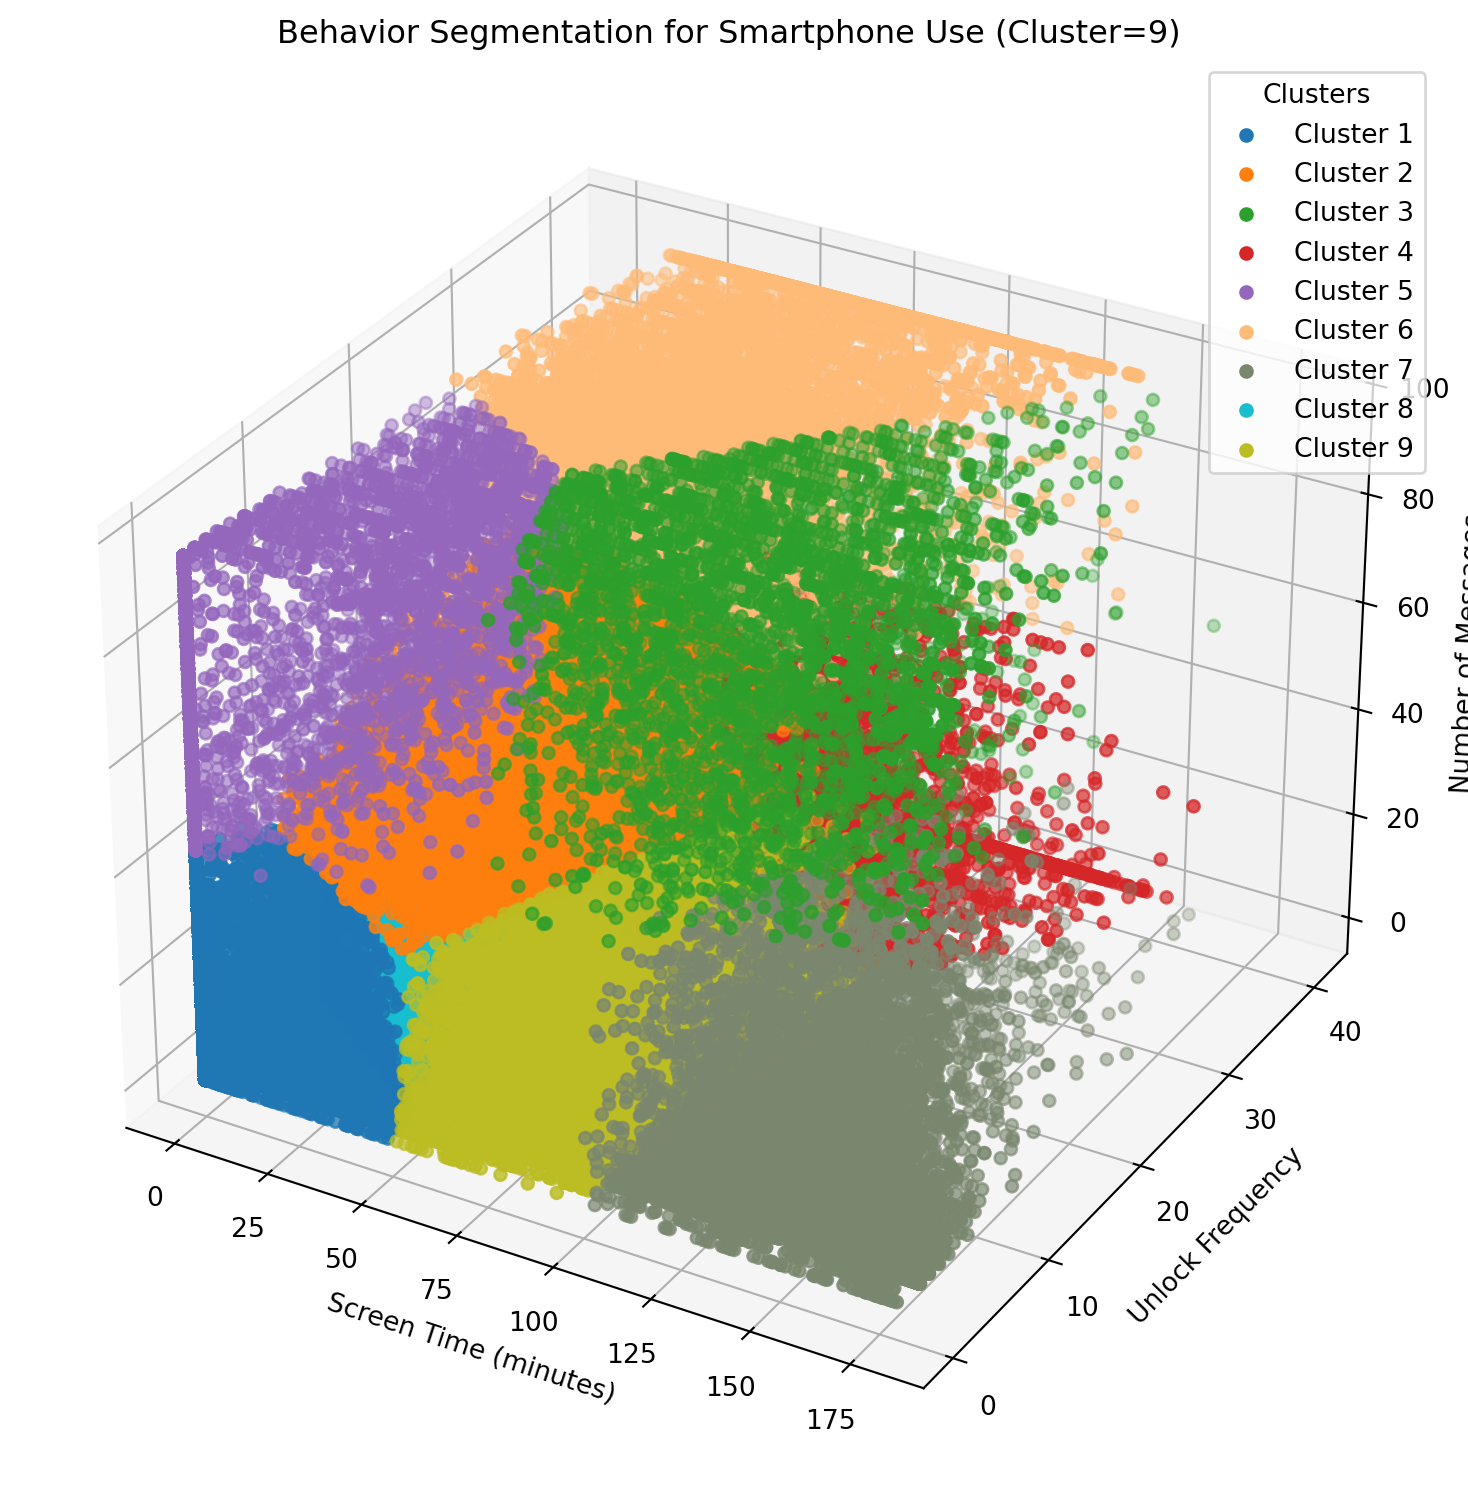 Behavior Segmentation for Smartphone Use (Cluster=9)
Clusters
Cluster 1
Cluster 2
Cluster 3
Cluster 4
Cluster 5
Cluster 6
Cluster 7
Cluster 8
Cluster 9
100
80
60
40
20
0
Number of Messages
40
30
20
10
0
Unlock Frequency
0
25
50
75
100
125
150
175
Screen Time (minutes)